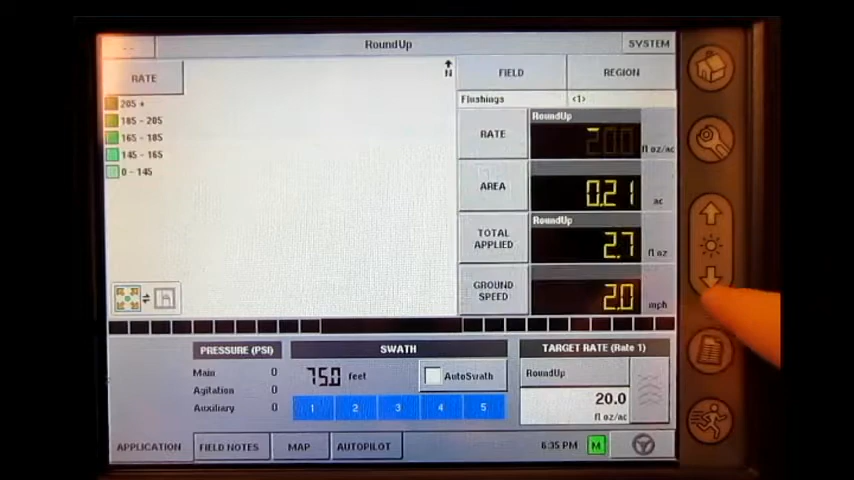 --
RoundUp
SYSTEM
RATE
205 +
185 - 205
165 - 185
145 - 165
0 - 145
N
FIELD
REGION
Flushings
<1>
RATE
RoundUp
fl oz/ac
AREA
0.21
ac
TOTAL APPLIED
RoundUp
2.7
fl oz
GROUND SPEED
2.0
mph
PRESSURE (PSI)
Main 0
Agitation 0
Auxiliary 0
SWATH
75.0 feet
AutoSwath
1 2 3 4 5
TARGET RATE (Rate 1)
RoundUp
20.0
fl oz/ac
APPLICATION
FIELD NOTES
MAP
AUTOPILOT
6:35 PM
M